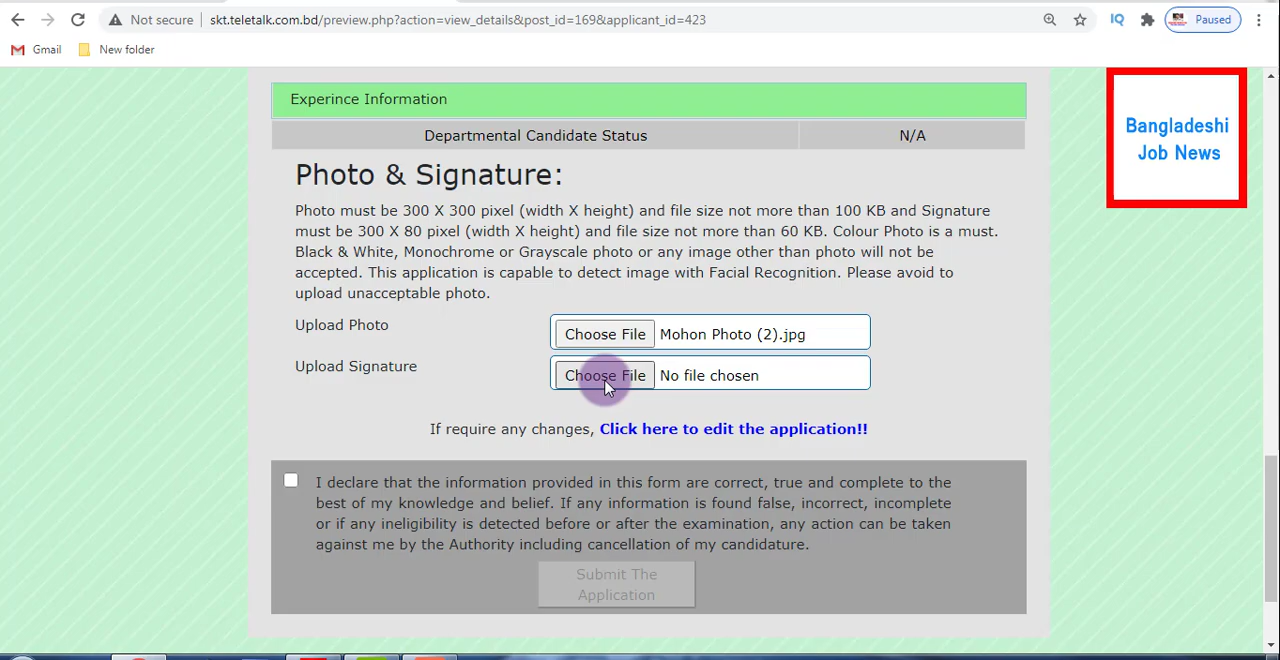 Not secure
skt.teletalk.com.bd/preview.php?action=view_details&post_id=169&applicant_id=423
IQ
Paused
Gmail
New folder
Experince Information
Departmental Candidate Status
N/A
Bangladeshi
Job News
Photo & Signature:
Photo must be 300 X 300 pixel (width X height) and file size not more than 100 KB and Signature
must be 300 X 80 pixel (width X height) and file size not more than 60 KB. Colour Photo is a must.
Black & White, Monochrome or Grayscale photo or any image other than photo will not be
accepted. This application is capable to detect image with Facial Recognition. Please avoid to
upload unacceptable photo.
Upload Photo
Choose File
Mohon Photo (2).jpg
Upload Signature
Choose File
No file chosen
If require any changes, Click here to edit the application!!
I declare that the information provided in this form are correct, true and complete to the
best of my knowledge and belief. If any information is found false, incorrect, incomplete
or if any ineligibility is detected before or after the examination, any action can be taken
against me by the Authority including cancellation of my candidature.
Submit The
Application